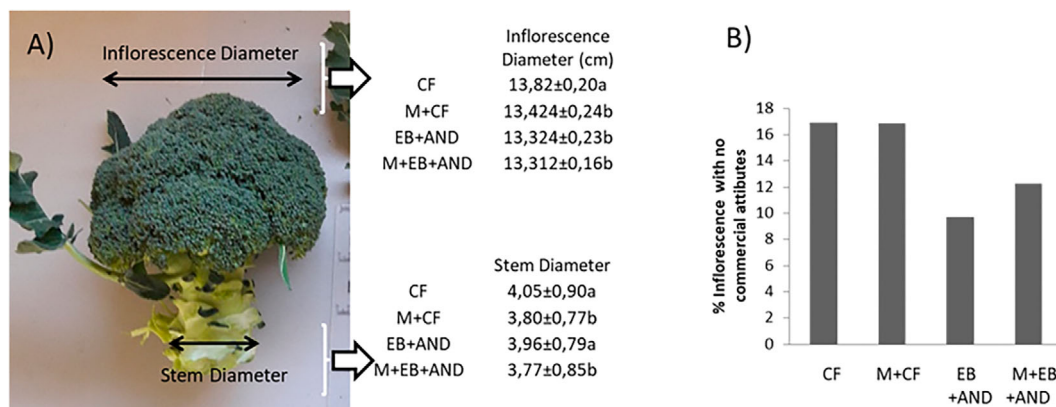 A)
Inflorescence Diameter
Stem Diameter
Inflorescence
Diameter (cm)
CF 13,82±0,20a
M+CF 13,424±0,24b
EB+AND 13,324±0,23b
M+EB+AND 13,312±0,16b
Stem Diameter
CF 4,05±0,90a
M+CF 3,80±0,77b
EB+AND 3,96±0,79a
M+EB+AND 3,77±0,85b
B)
% Inflorescence with no
commercial attibutes
18
16
14
12
10
8
6
4
2
0
CF M+CF EB M+EB
+AND +AND